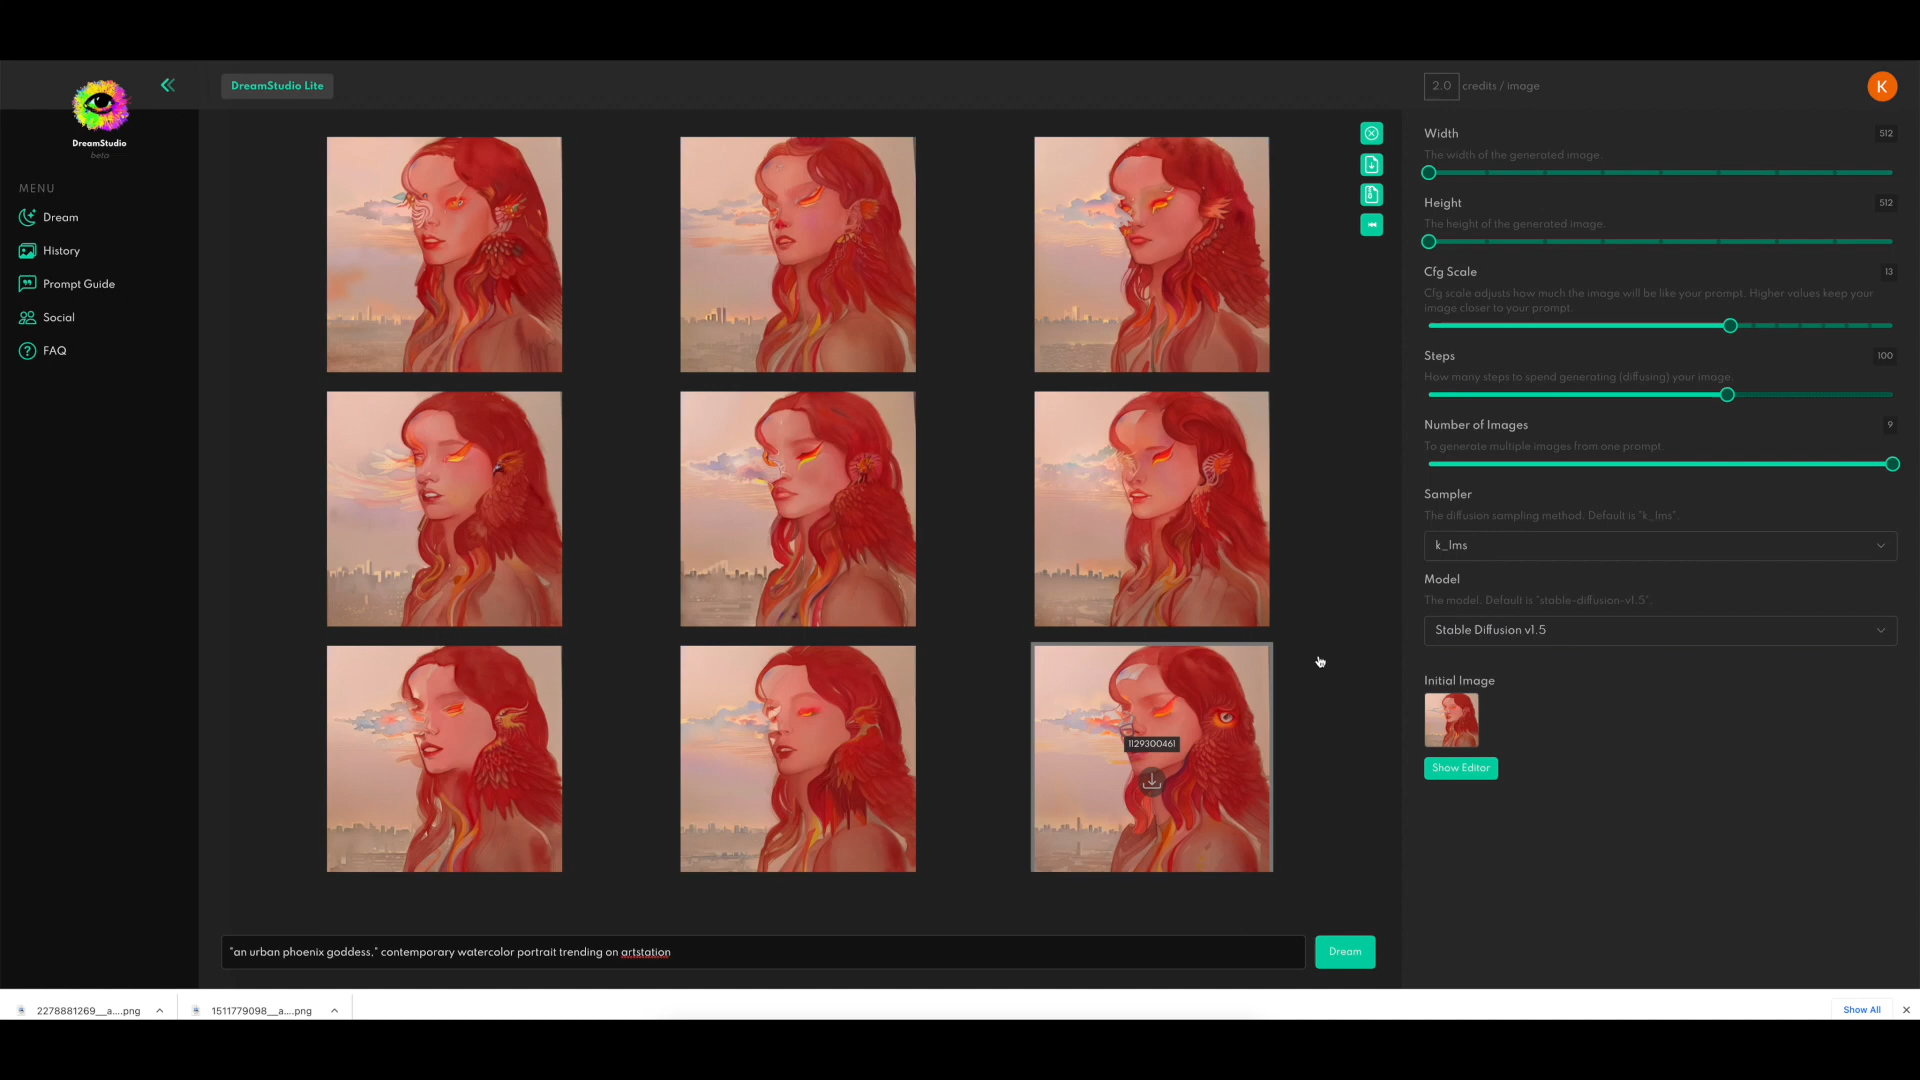 DreamStudio Lite
2.0 credits / image
K
DreamStudio
beta
MENU
Dream
History
Prompt Guide
Social
FAQ
Width
512
The width of the generated image.
Height
512
The height of the generated image.
Cfg Scale
13
Cfg scale adjusts how much the image will be like your prompt. Higher values keep your
image closer to your prompt.
Steps
100
How many steps to spend generating (diffusing) your image.
Number of Images
9
To generate multiple images from one prompt.
Sampler
The diffusion sampling method. Default is "k_lms".
k_lms
Model
The model. Default is "stable-diffusion-v1.5".
Stable Diffusion v1.5
Initial Image
Show Editor
1129300461
"an urban phoenix goddess," contemporary watercolor portrait trending on artstation
Dream
2278881269__a....png
1511779098__a....png
Show All